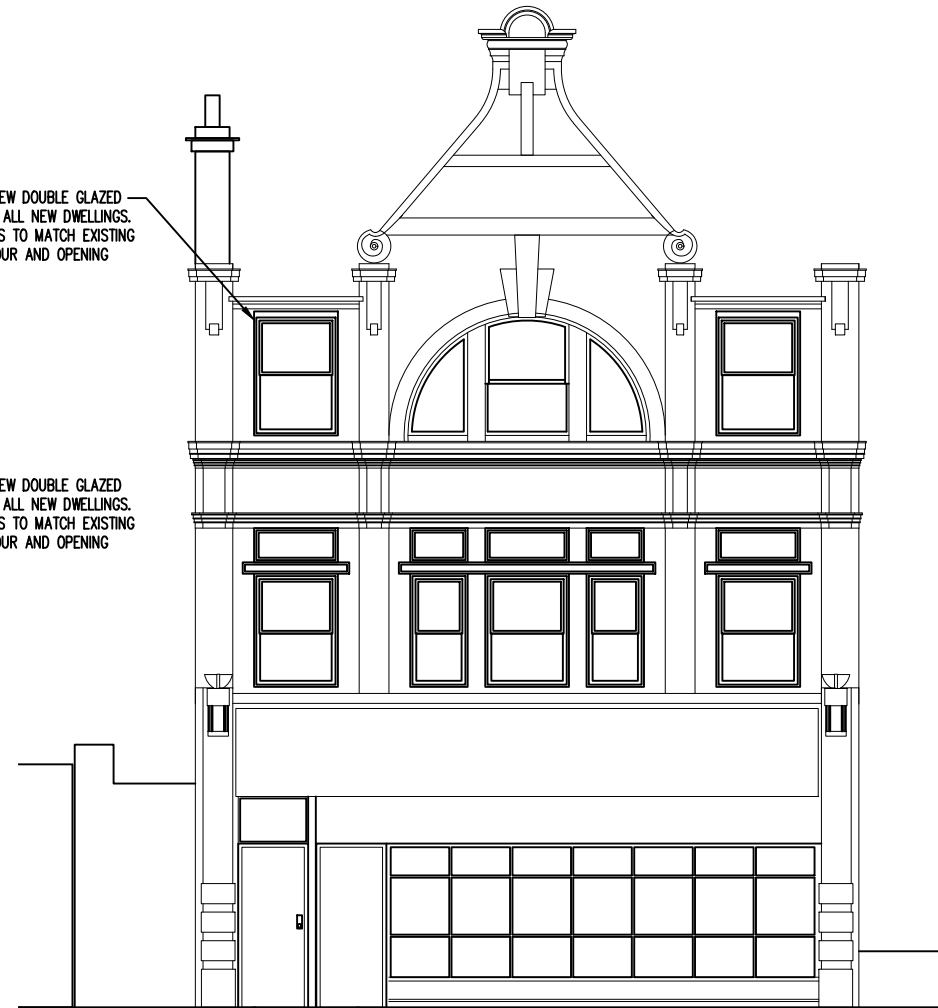 EW DOUBLE GLAZED
ALL NEW DWELLINGS.
S TO MATCH EXISTING
OUR AND OPENING
EW DOUBLE GLAZED
ALL NEW DWELLINGS.
S TO MATCH EXISTING
OUR AND OPENING